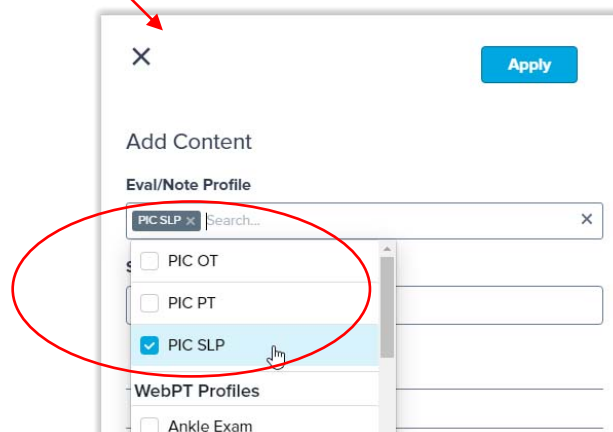 Apply
Add Content
Eval/Note Profile
PIC SLP Search...
PIC OT
S
PIC PT
PIC SLP
WebPT Profiles
Ankle Exam